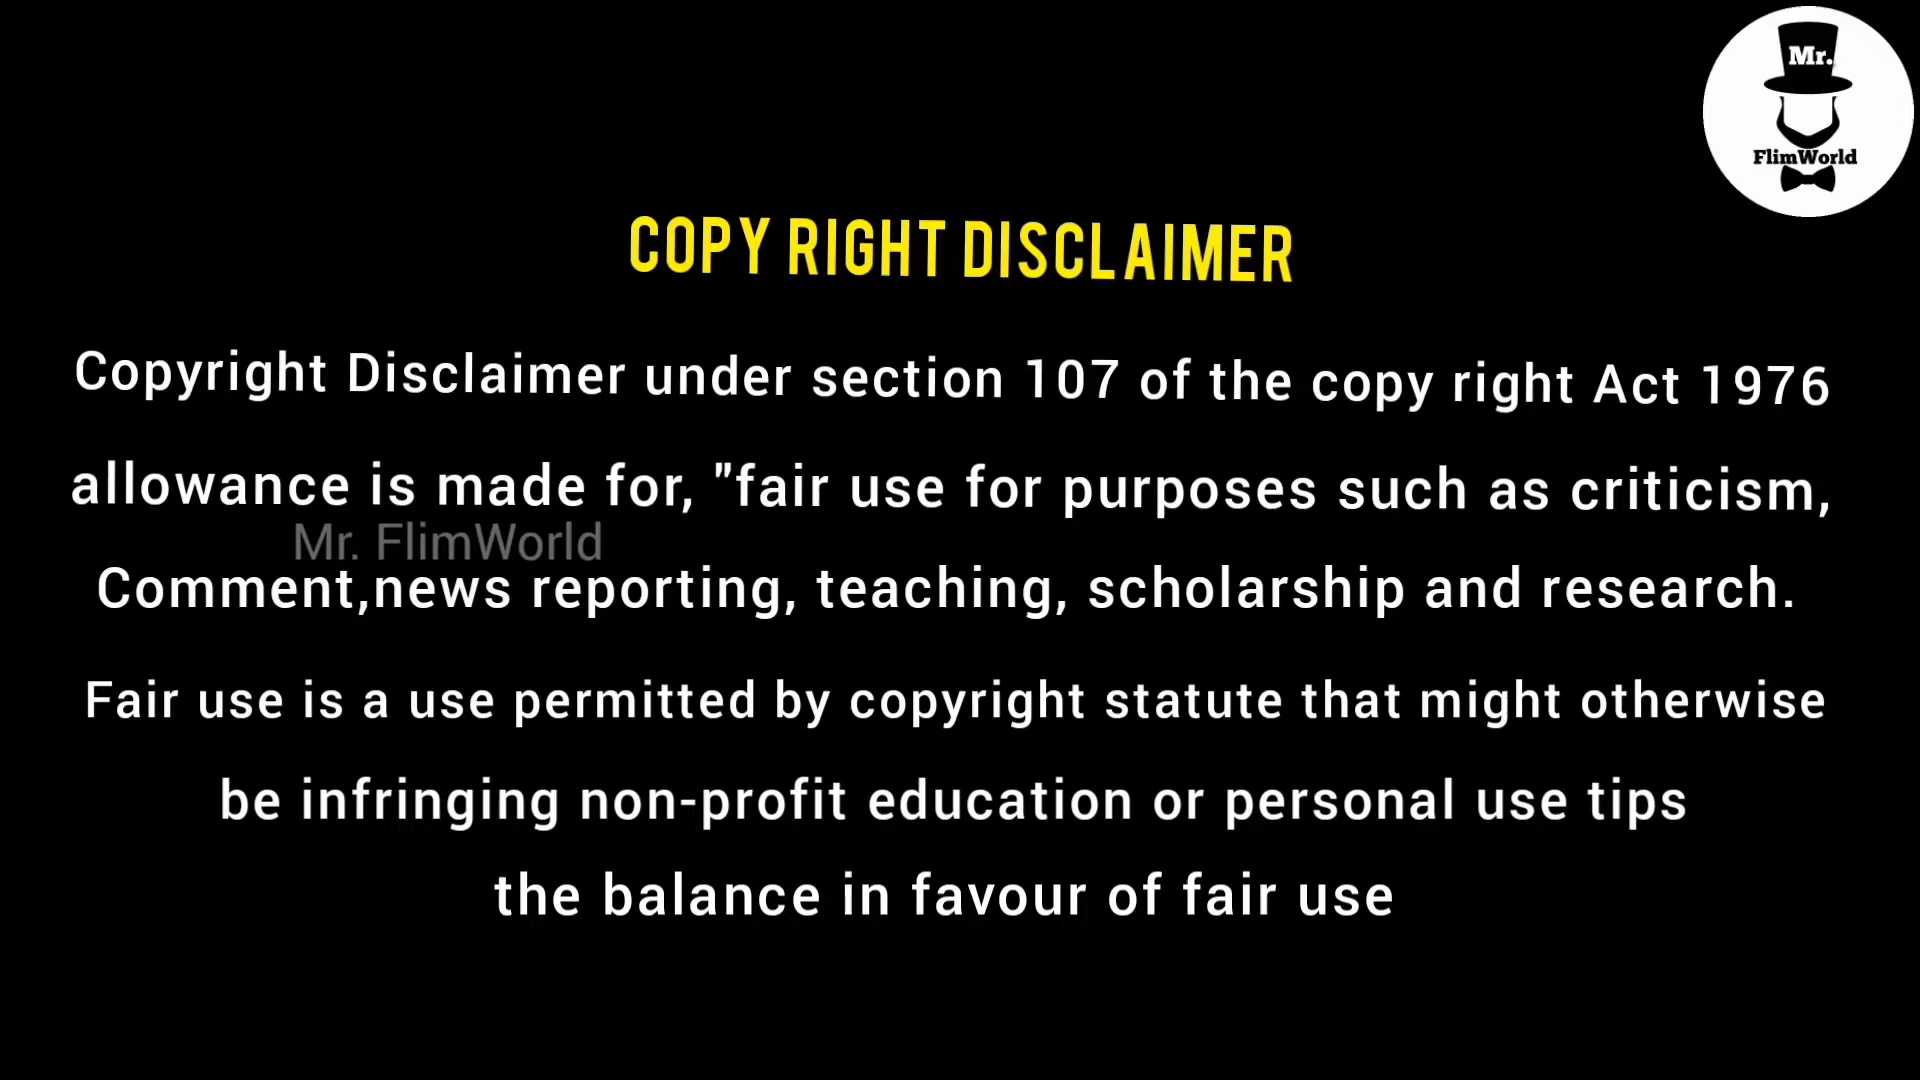 Mr.
FlimWorld
COPY RIGHT DISCLAIMER
Copyright Disclaimer under section 107 of the copy right Act 1976
allowance is made for, "fair use for purposes such as criticism,
Mr. FlimWorld
Comment,news reporting, teaching, scholarship and research.
Fair use is a use permitted by copyright statute that might otherwise
be infringing non-profit education or personal use tips
the balance in favour of fair use